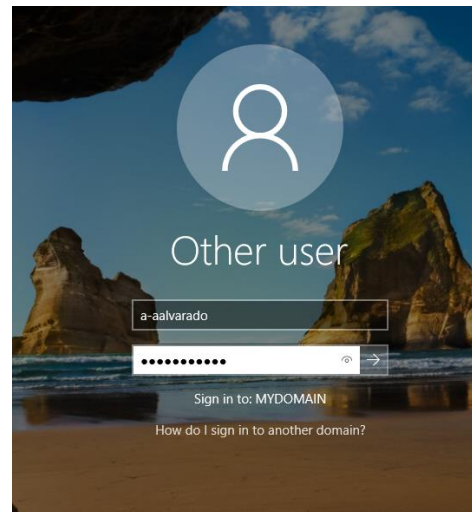 Other user
a-aalvarado
●●●●●●●●●●●
Sign in to: MYDOMAIN
How do I sign in to another domain?